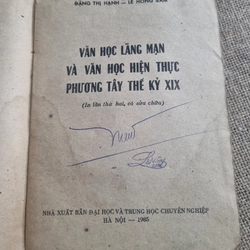 ĐẶNG THỊ HẠNH — LÊ HỒNG SÂM
VĂN HỌC LÃNG MẠN
VÀ VĂN HỌC HIỆN THỰC
PHƯƠNG TÂY THẾ KỶ XIX
(In lần thứ hai, có sửa chữa)
NHÀ XUẤT BẢN ĐẠI HỌC VÀ TRUNG HỌC CHUYÊN NGHIỆP
HÀ NỘI — 1985